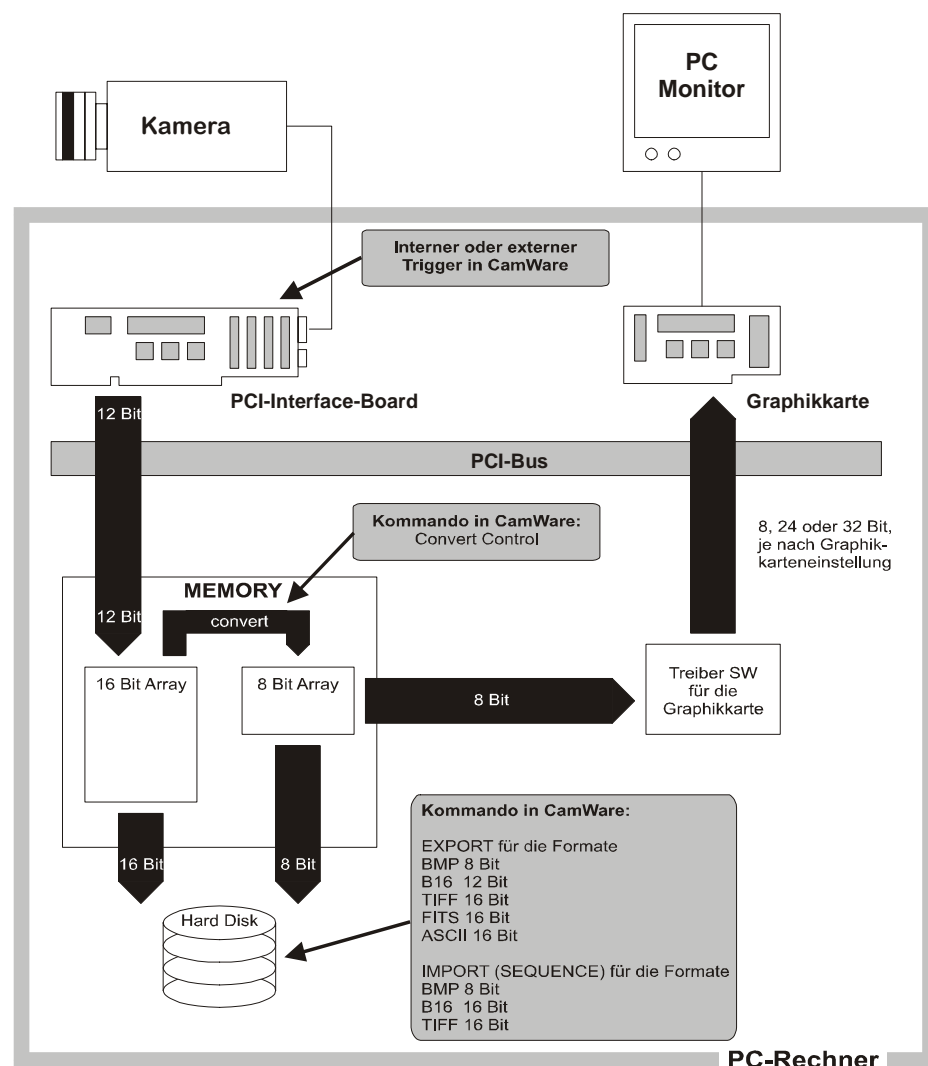 PC
Monitor
Kamera
Interner oder externer
Trigger in CamWare
PCI-Interface-Board
Graphikkarte
12 Bit
PCI-Bus
Kommando in CamWare:
Convert Control
8, 24 oder 32 Bit,
je nach Graphik-
karteneinstellung
MEMORY
12 Bit
convert
16 Bit Array
8 Bit Array
8 Bit
Treiber SW
für die
Graphikkarte
16 Bit
8 Bit
Hard Disk
Kommando in CamWare:
EXPORT für die Formate
BMP 8 Bit
B16 12 Bit
TIFF 16 Bit
FITS 16 Bit
ASCII 16 Bit
IMPORT (SEQUENCE) für die Formate
BMP 8 Bit
B16 16 Bit
TIFF 16 Bit
PC-Rechner